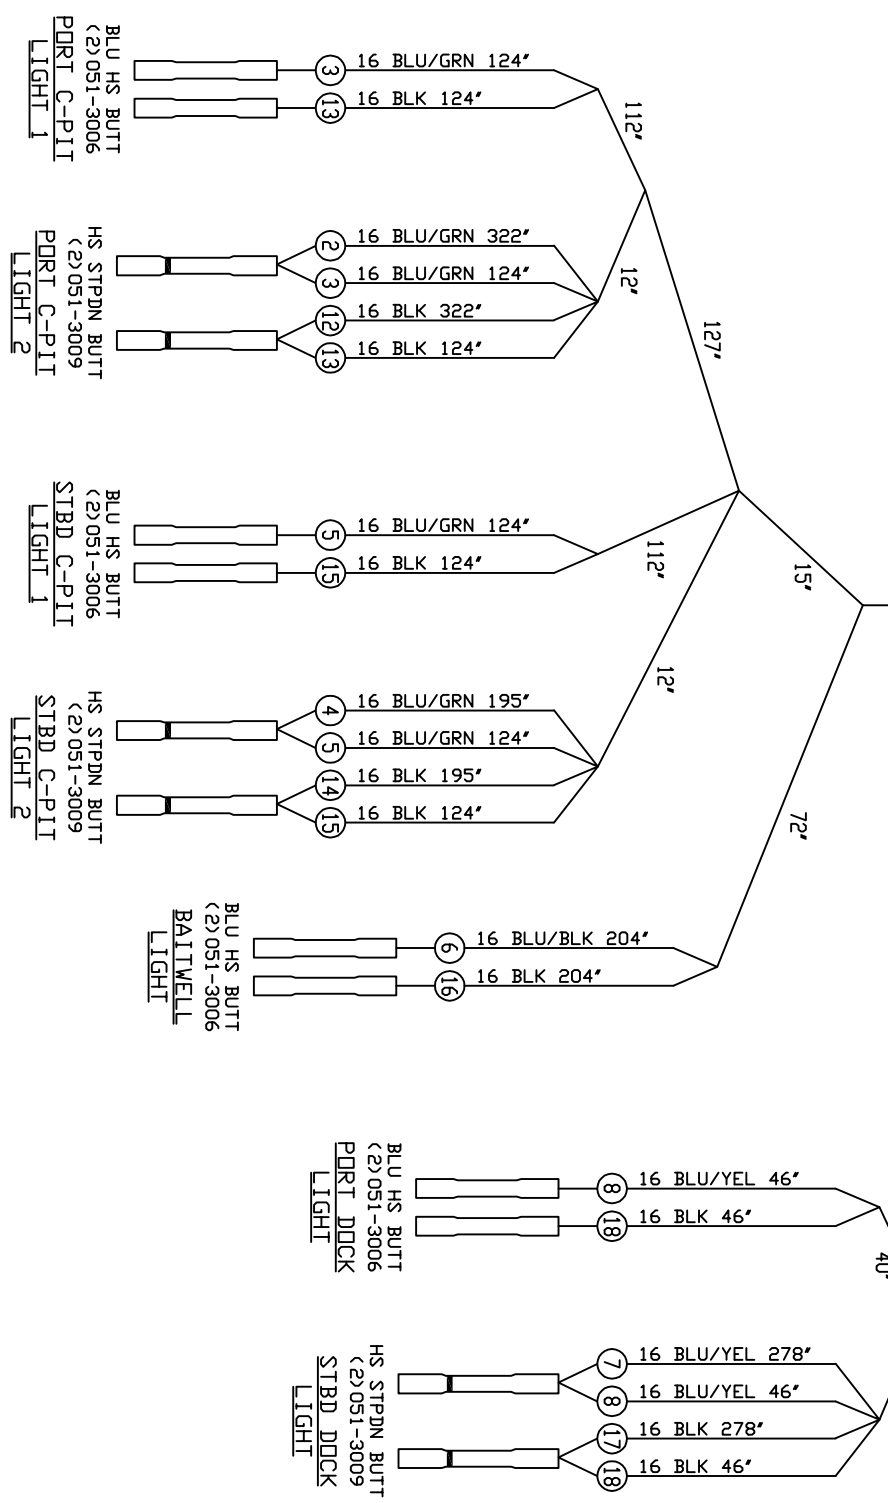 BLU HS BUTT
(2)051-3006
PORT C-PIT
LIGHT 1
3
16 BLU/GRN 124"
13
16 BLK 124"
112"
HS STPDN BUTT
(2)051-3009
PORT C-PIT
LIGHT 2
2
16 BLU/GRN 322"
3
16 BLU/GRN 124"
12
16 BLK 322"
13
16 BLK 124"
12"
127"
BLU HS BUTT
(2)051-3006
STBD C-PIT
LIGHT 1
5
16 BLU/GRN 124"
15
16 BLK 124"
112"
15"
HS STPDN BUTT
(2)051-3009
STBD C-PIT
LIGHT 2
4
16 BLU/GRN 195"
5
16 BLU/GRN 124"
14
16 BLK 195"
15
16 BLK 124"
12"
72"
BLU HS BUTT
(2)051-3006
BAITWELL
LIGHT
6
16 BLU/BLK 204"
16
16 BLK 204"
BLU HS BUTT
(2)051-3006
PORT DOCK
LIGHT
8
16 BLU/YEL 46"
18
16 BLK 46"
40"
HS STPDN BUTT
(2)051-3009
STBD DOCK
LIGHT
7
16 BLU/YEL 278"
8
16 BLU/YEL 46"
17
16 BLK 278"
18
16 BLK 46"